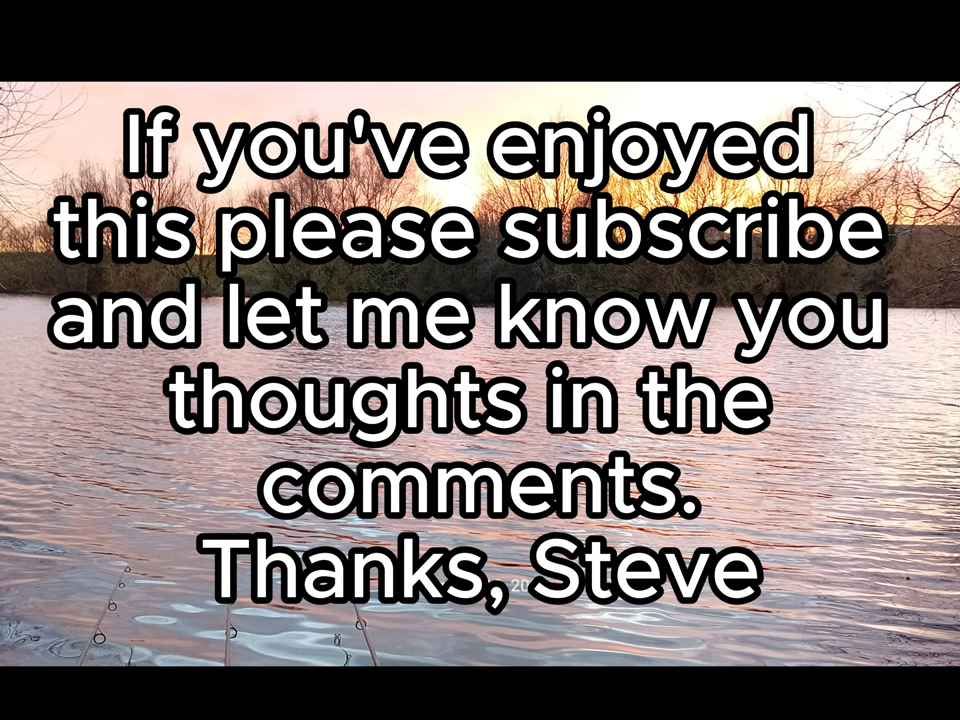 If you've enjoyed
this please subscribe
and let me know you
thoughts in the
comments.
Thanks, Steve